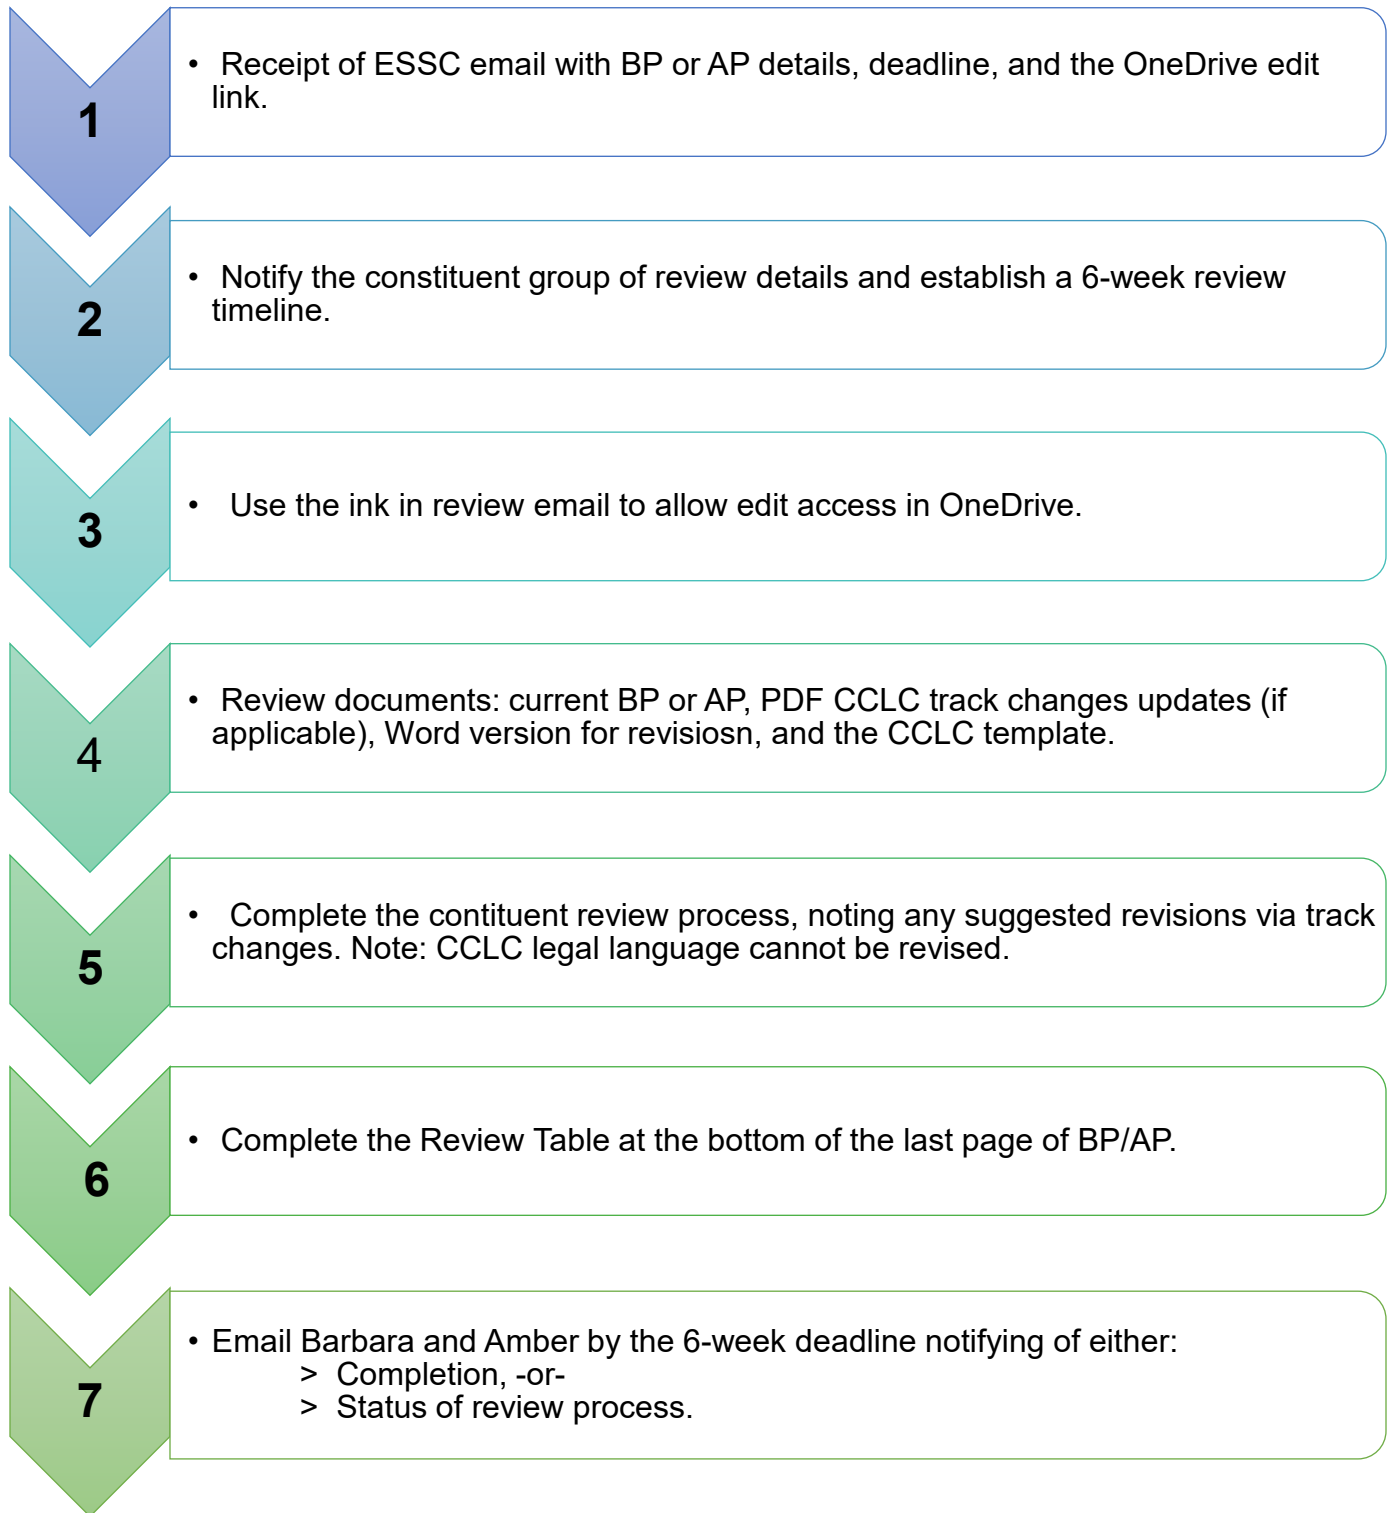 1
• Receipt of ESSC email with BP or AP details, deadline, and the OneDrive edit
link.
2
• Notify the constituent group of review details and establish a 6-week review
timeline.
3
• Use the ink in review email to allow edit access in OneDrive.
4
• Review documents: current BP or AP, PDF CCLC track changes updates (if
applicable), Word version for revisiosn, and the CCLC template.
5
• Complete the contituent review process, noting any suggested revisions via track
changes. Note: CCLC legal language cannot be revised.
6
• Complete the Review Table at the bottom of the last page of BP/AP.
7
• Email Barbara and Amber by the 6-week deadline notifying of either:
> Completion, -or-
> Status of review process.